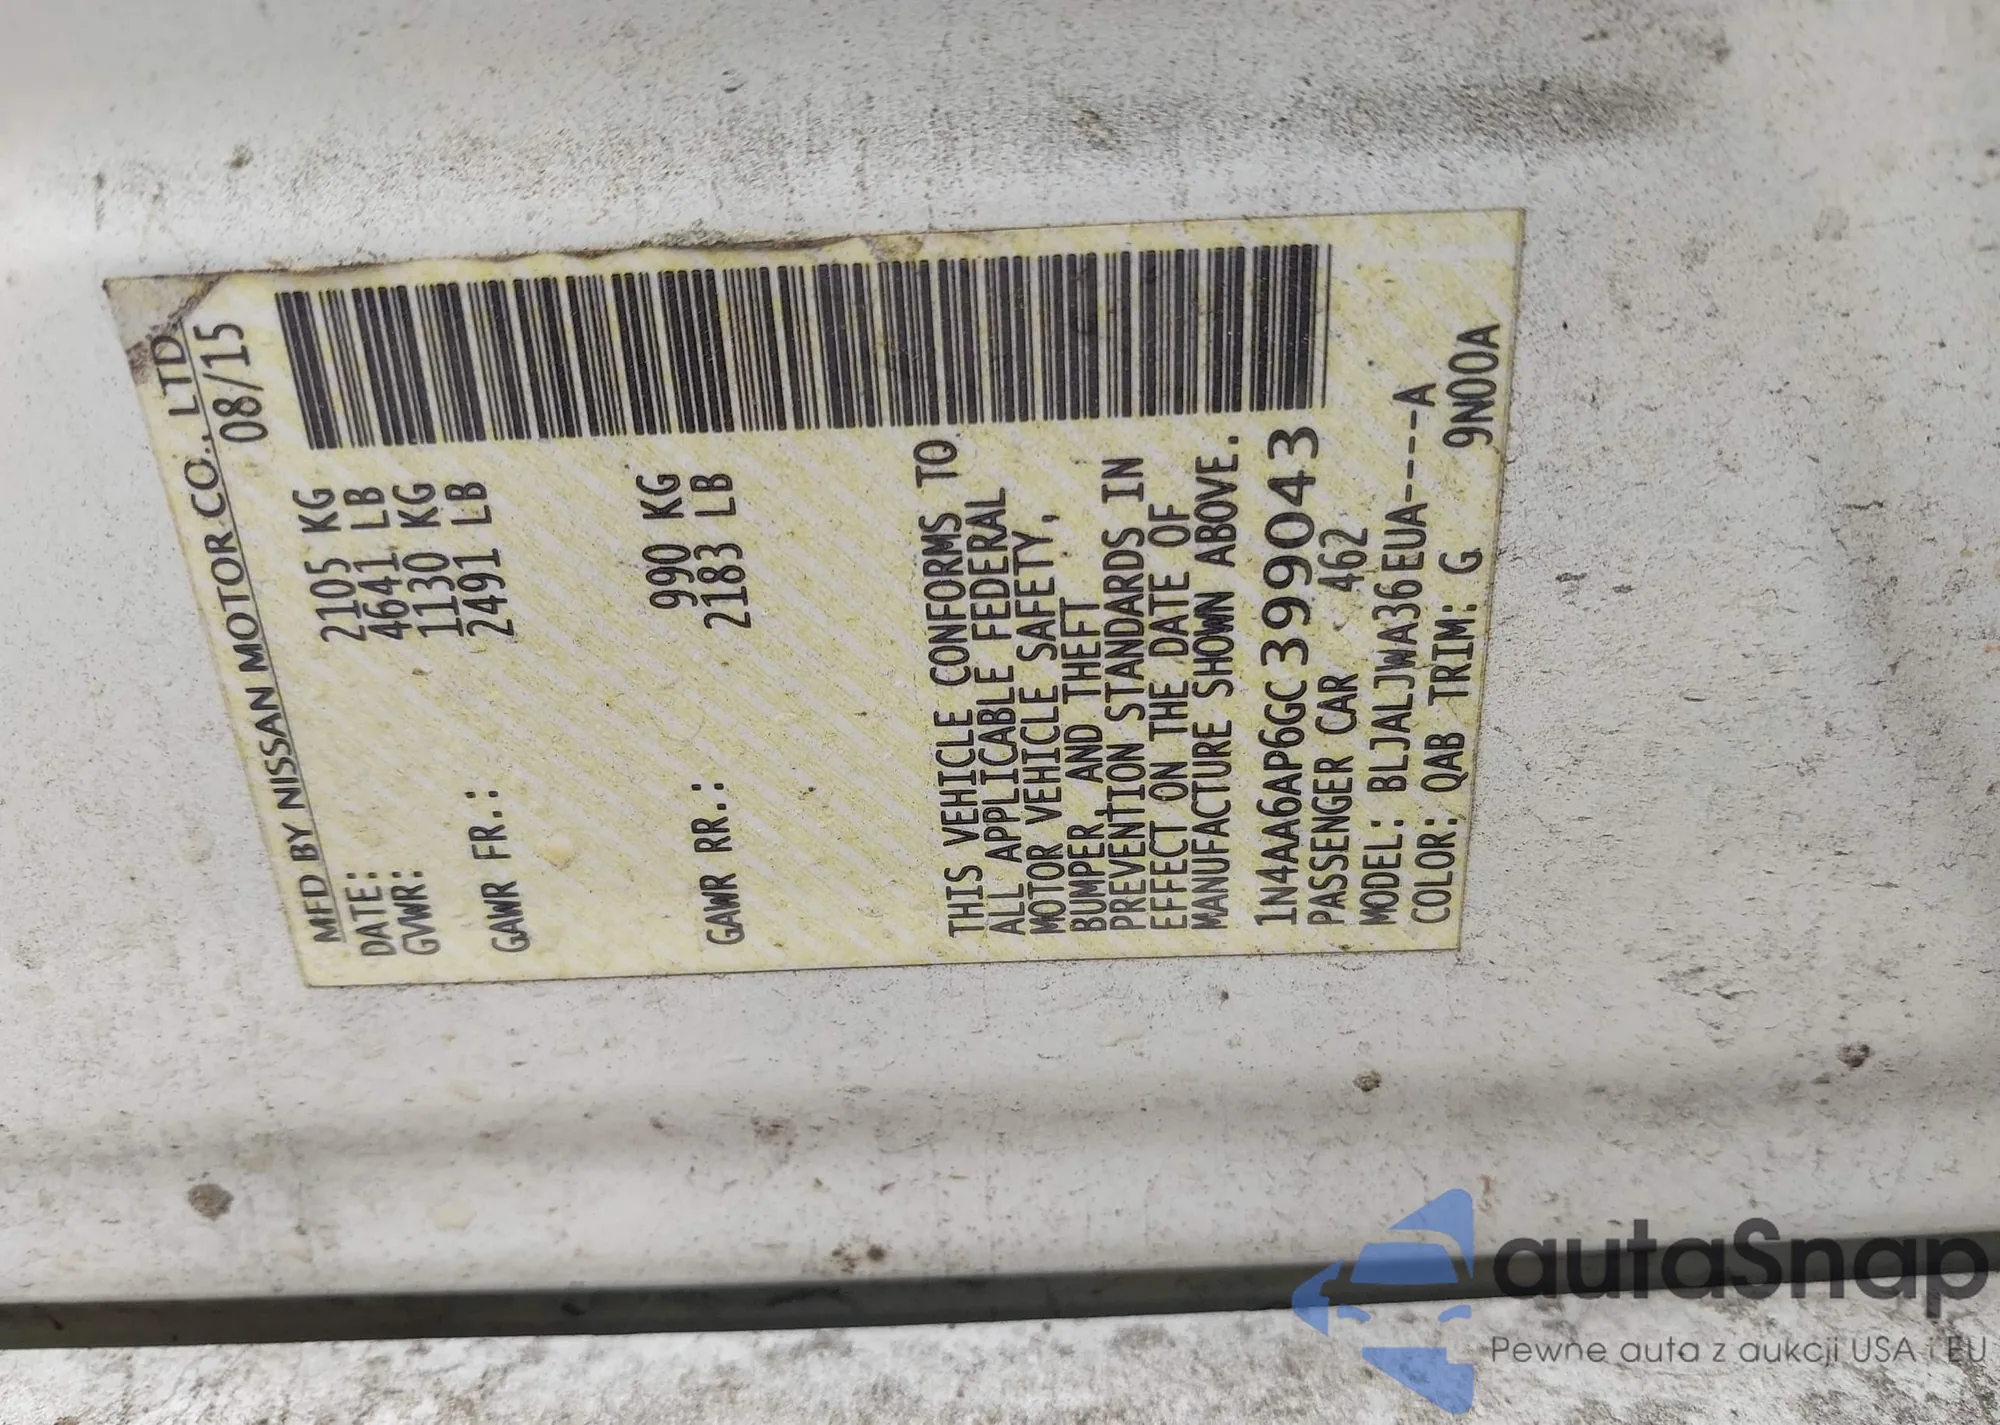 MFD BY NISSAN MOTOR CO., LTD
DATE: 08/15
GVWR: 2105 KG
4641 LB
GAWR FR.: 1130 KG
2491 LB
GAWR RR.: 990 KG
2183 LB
THIS VEHICLE CONFORMS TO
ALL APPLICABLE FEDERAL
MOTOR VEHICLE SAFETY,
BUMPER AND THEFT
PREVENTION STANDARDS IN
EFFECT ON THE DATE OF
MANUFACTURE SHOWN ABOVE.
1N4AA6AP6GC399043
PASSENGER CAR 462
MODEL: BLJALJWA36EUA-----A
COLOR: QAB TRIM: G 9N00A
autaSnap
Pewne auta z aukcji USA i EU